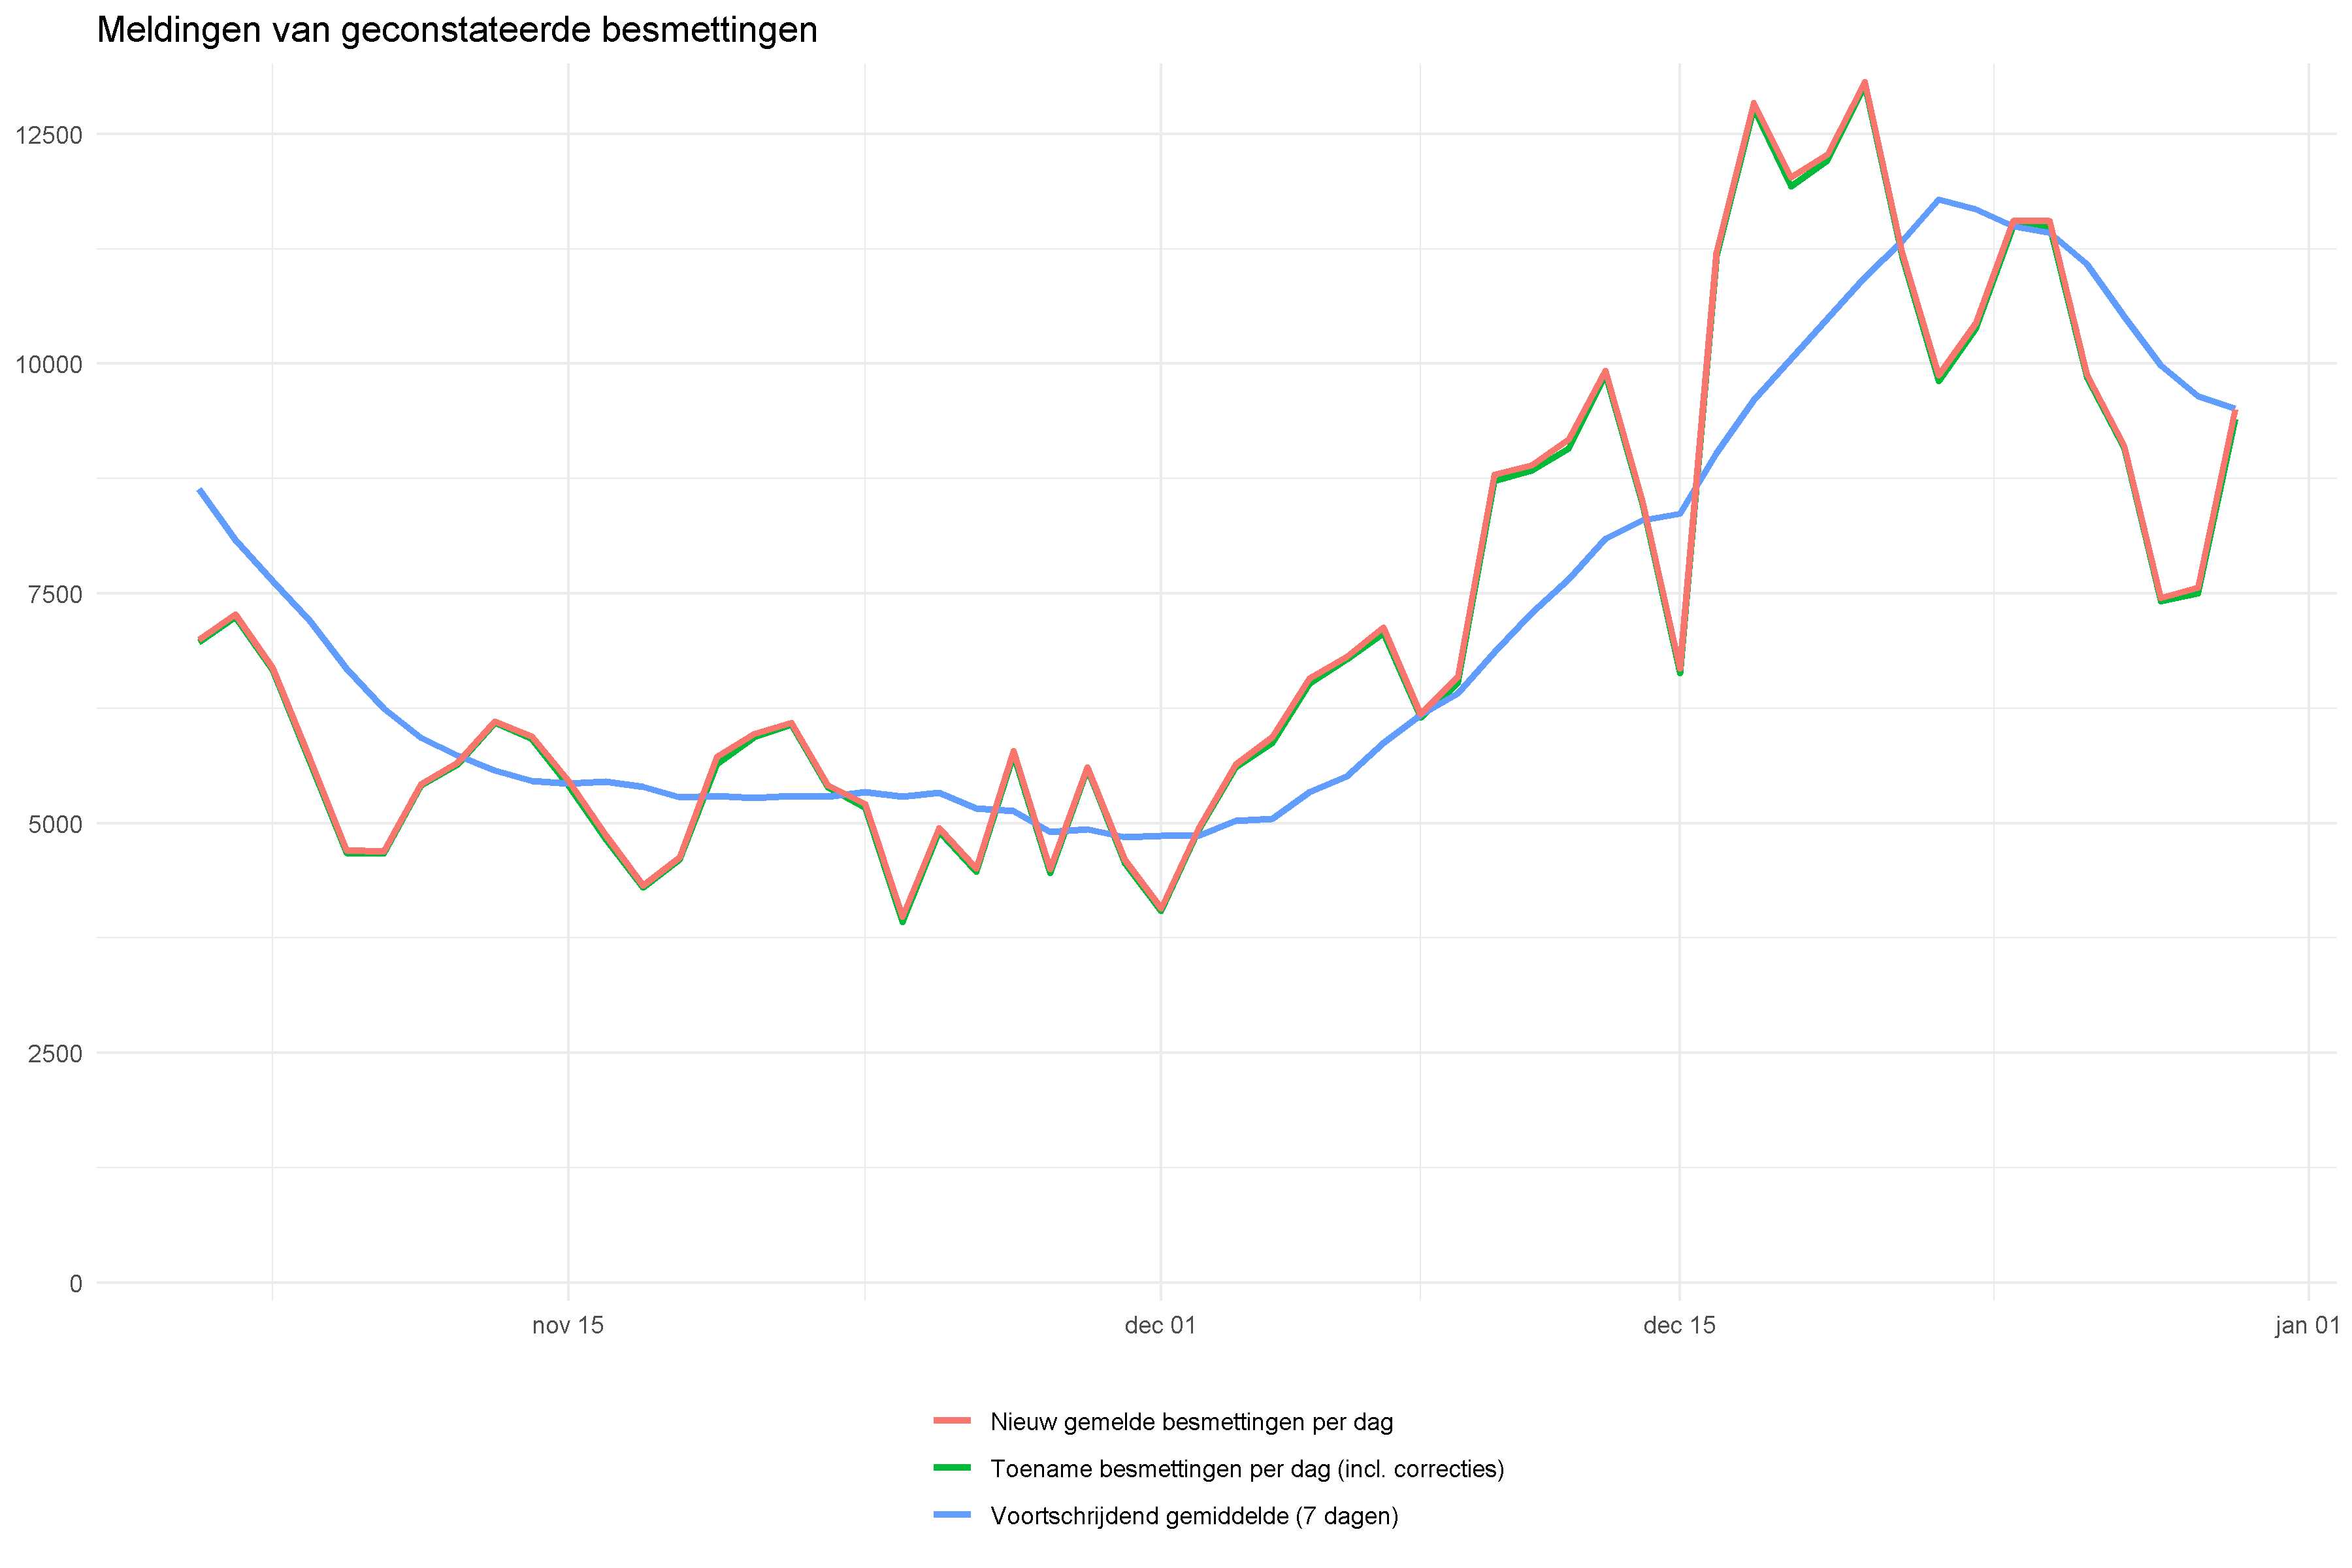 Meldingen van geconstateerde besmettingen
12500
10000
7500
5000
2500
0
nov 15
dec 01
dec 15
jan 01
Nieuw gemelde besmettingen per dag
Toename besmettingen per dag (incl. correcties)
Voortschrijdend gemiddelde (7 dagen)